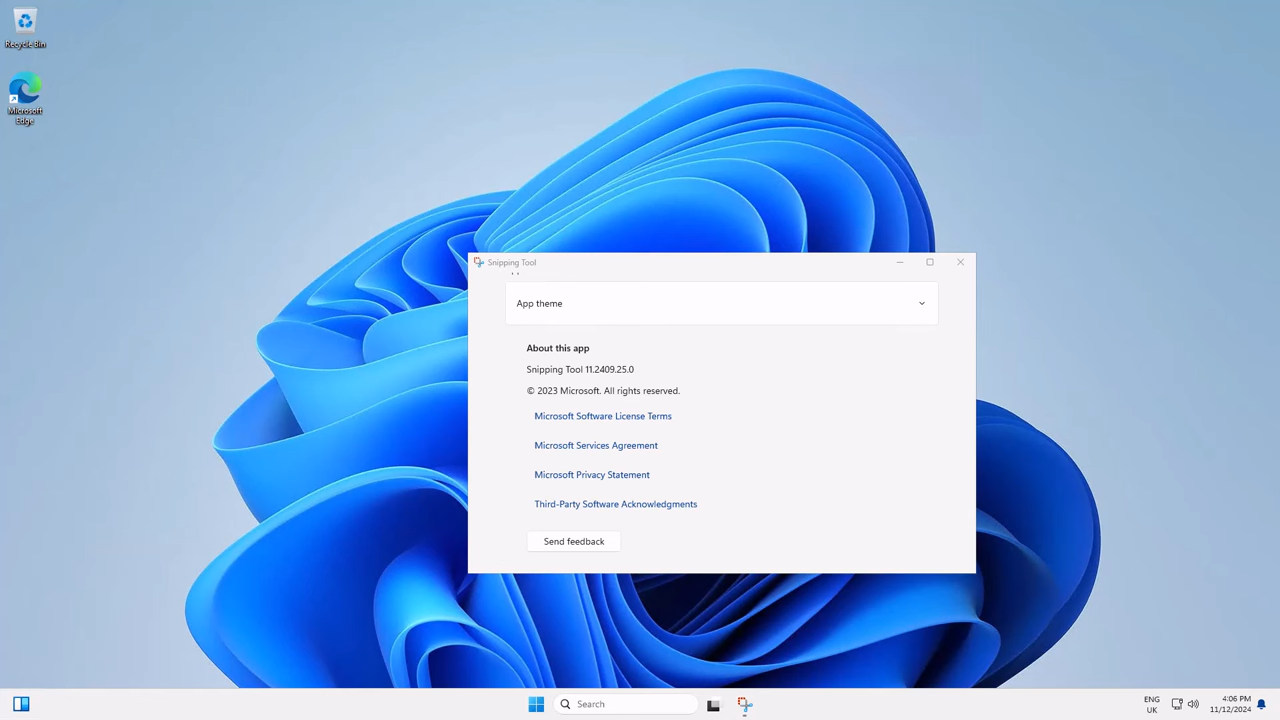 Recycle Bin
Microsoft
Edge
Snipping Tool
App theme
About this app
Snipping Tool 11.2409.25.0
© 2023 Microsoft. All rights reserved.
Microsoft Software License Terms
Microsoft Services Agreement
Microsoft Privacy Statement
Third-Party Software Acknowledgments
Send feedback
Search
ENG
UK
4:06 PM
11/12/2024